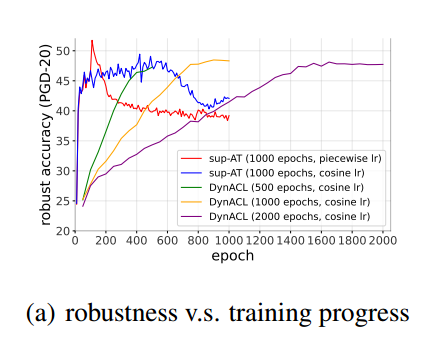 robust accuracy (PGD-20)
50
45
40
35
30
25
20
sup-AT (1000 epochs, piecewise lr)
sup-AT (1000 epochs, cosine lr)
DynACL (500 epochs, cosine lr)
DynACL (1000 epochs, cosine lr)
DynACL (2000 epochs, cosine lr)
0 200 400 600 800 1000 1200 1400 1600 1800 2000
epoch
(a) robustness v.s. training progress